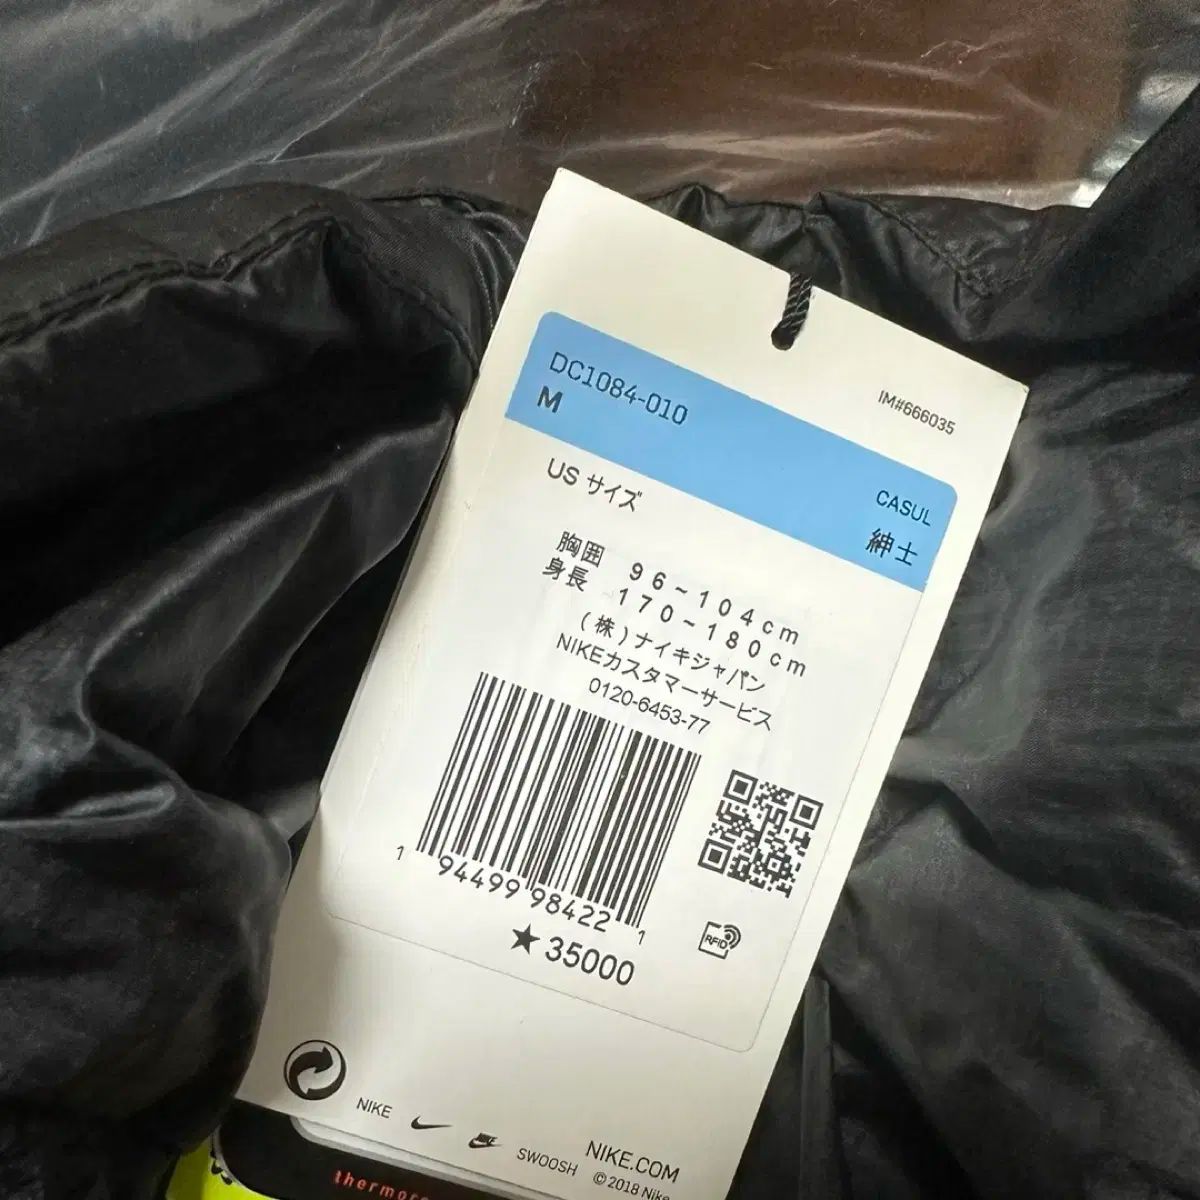 IM#666035
DC1084-010
M
CASUL
紳士
US サイズ
胸囲 96~104cm
身長 170~180cm
(株)ナイキジャパン
NIKEカスタマーサービス
0120-6453-77
1 94499 98422 1
★35000
RFID
NIKE
NIKE
SWOOSH
NIKE.COM
©2018 Nike